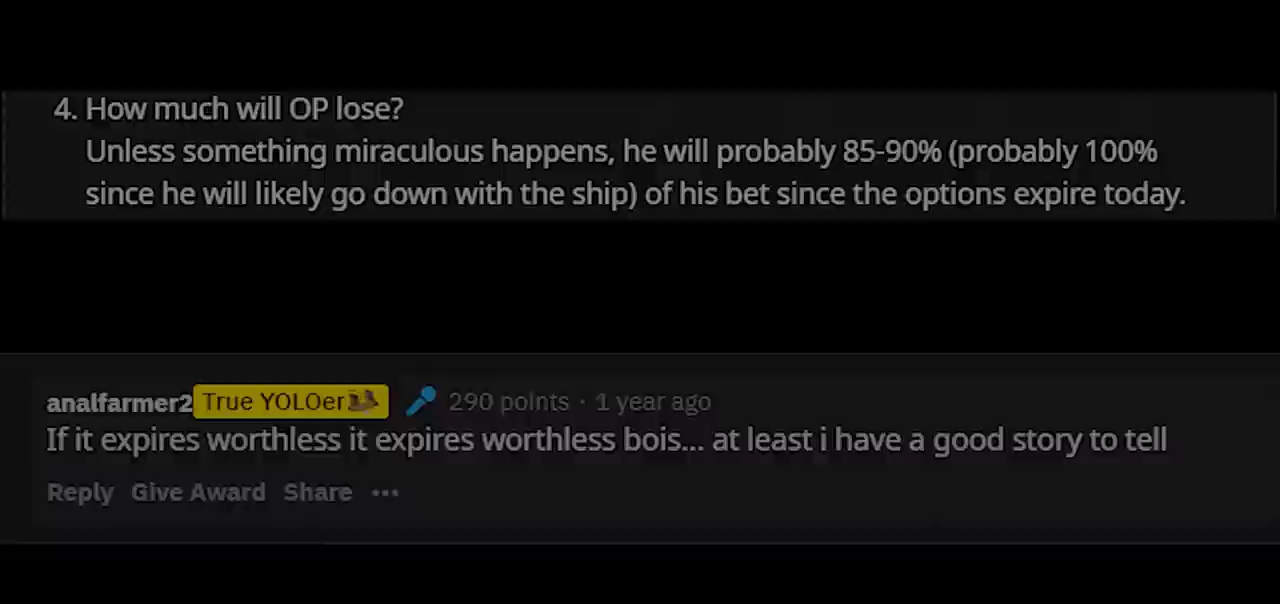 4. How much will OP lose?
Unless something miraculous happens, he will probably 85-90% (probably 100%
since he will likely go down with the ship) of his bet since the options expire today.
analfarmer2 True YOLOer 290 points · 1 year ago
If it expires worthless it expires worthless bois... at least i have a good story to tell
Reply Give Award Share ...